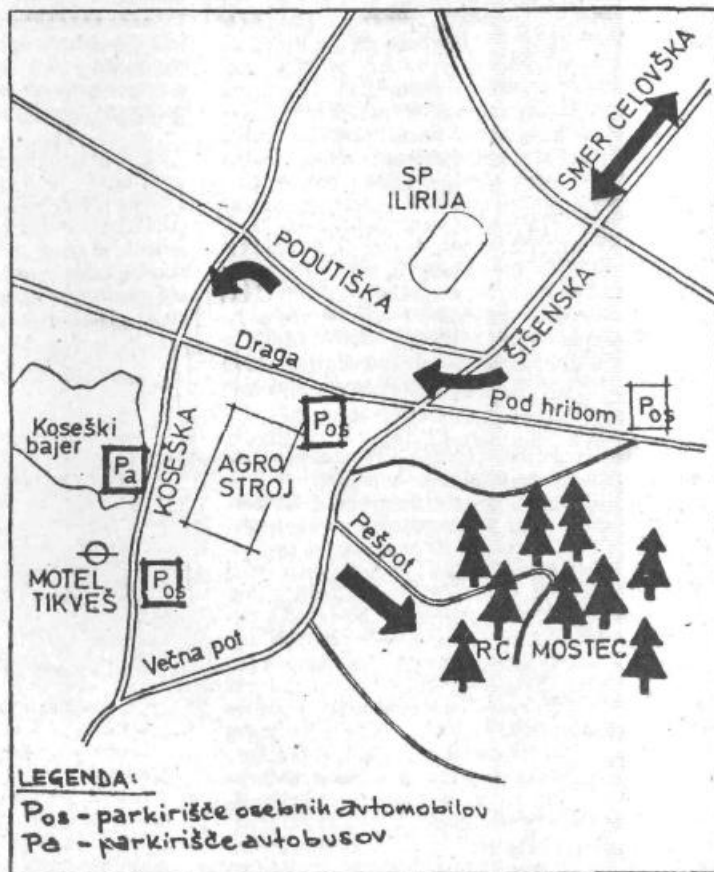 SMER CELOVŠKA
SP
ILIRIJA
PODUTIŠKA
ŠIŠENSKA
Draga
Pod hribom
Pos
Pos
Koseški
bajer
Pa
KOSEŠKA
AGRO
STROJ
Pešpot
MOTEL
TIKVEŠ
Pos
Večna pot
RC MOSTEC
LEGENDA:
Pos - parkirišče osebnih avtomobilov
Pa - parkirišče avtobusov